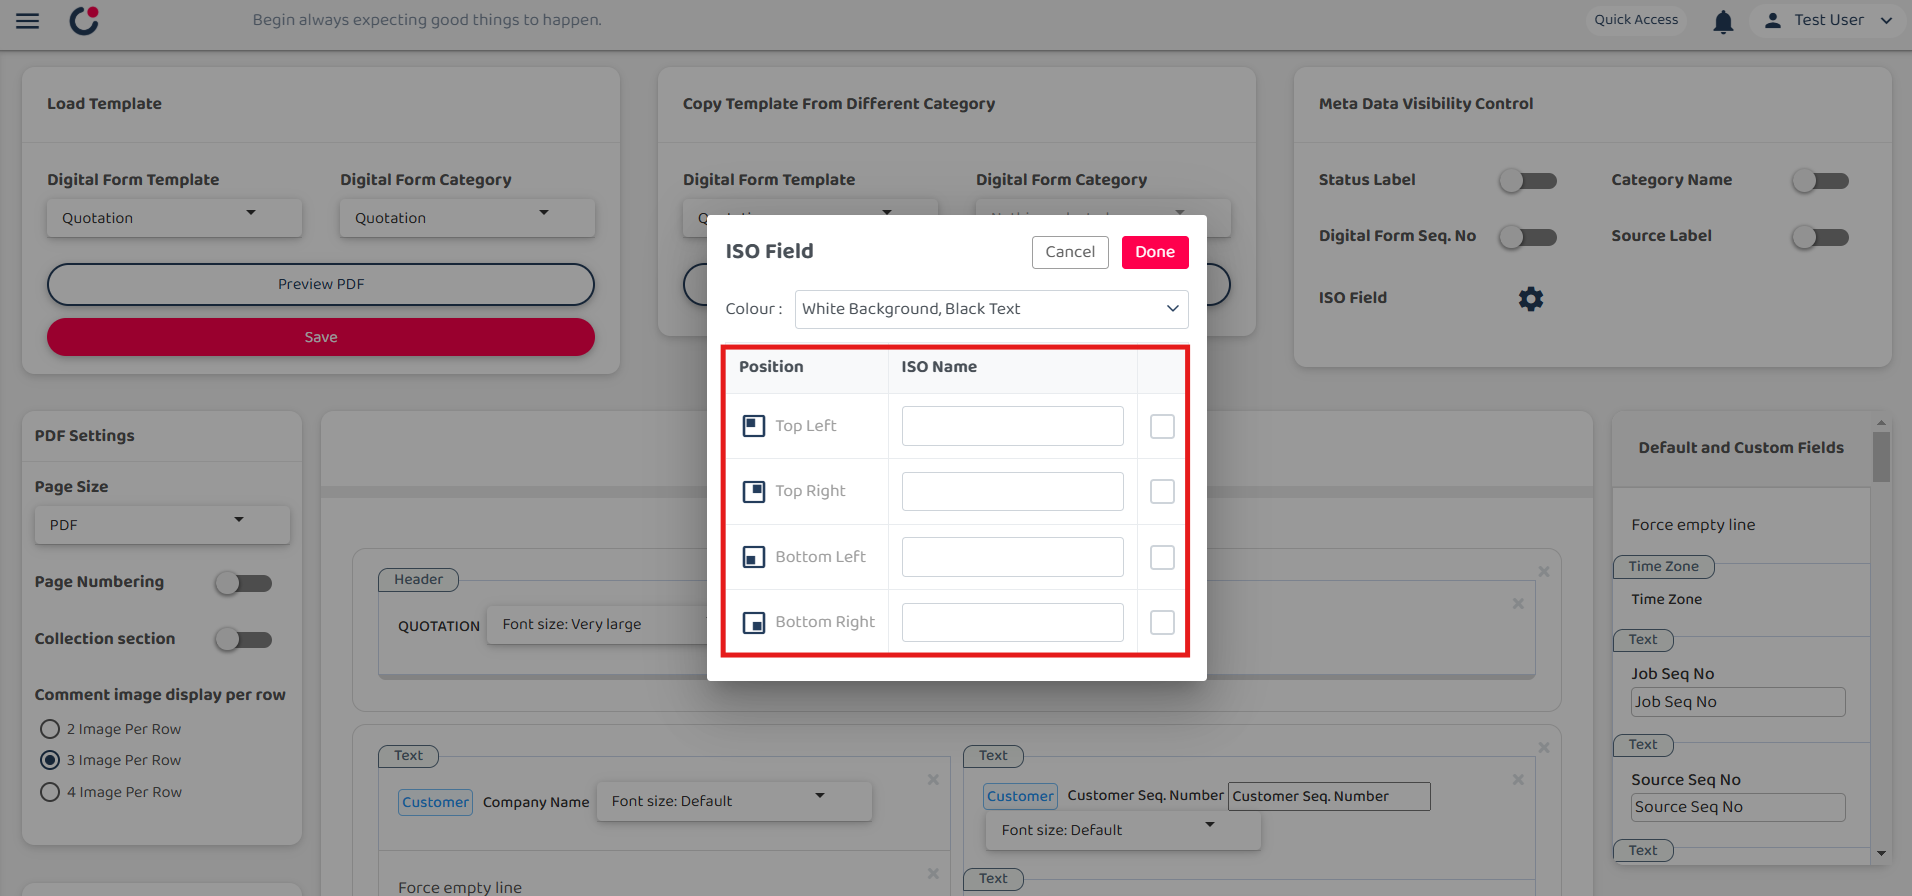 Begin always expecting good things to happen.
Quick Access
Test User
Load Template
Digital Form Template
Digital Form Category
Quotation
Quotation
Preview PDF
Save
Copy Template From Different Category
Digital Form Template
Digital Form Category
Meta Data Visibility Control
Status Label
Category Name
Digital Form Seq. No
Source Label
ISO Field
ISO Field
Cancel
Done
Colour :
White Background, Black Text
Position
ISO Name
Top Left
Top Right
Bottom Left
Bottom Right
PDF Settings
Page Size
PDF
Page Numbering
Collection section
Comment image display per row
2 Image Per Row
3 Image Per Row
4 Image Per Row
Header
QUOTATION
Font size: Very large
Text
Customer
Company Name
Font size: Default
Force empty line
Text
Customer
Customer Seq. Number
Customer Seq. Number
Font size: Default
Text
Default and Custom Fields
Force empty line
Time Zone
Time Zone
Text
Job Seq No
Job Seq No
Text
Source Seq No
Source Seq No
Text